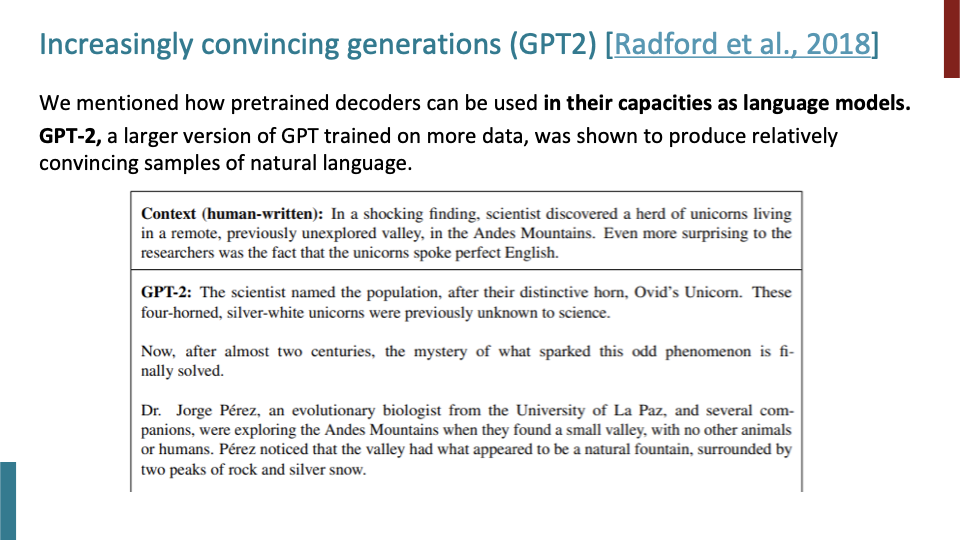 Increasingly convincing generations (GPT2) [Radford et al., 2018]
We mentioned how pretrained decoders can be used in their capacities as language models.
GPT-2, a larger version of GPT trained on more data, was shown to produce relatively
convincing samples of natural language.
Context (human-written): In a shocking finding, scientist discovered a herd of unicorns living
in a remote, previously unexplored valley, in the Andes Mountains. Even more surprising to the
researchers was the fact that the unicorns spoke perfect English.
GPT-2: The scientist named the population, after their distinctive horn, Ovid's Unicorn. These
four-horned, silver-white unicorns were previously unknown to science.
Now, after almost two centuries, the mystery of what sparked this odd phenomenon is fi-
nally solved.
Dr. Jorge Pérez, an evolutionary biologist from the University of La Paz, and several com-
panions, were exploring the Andes Mountains when they found a small valley, with no other animals
or humans. Pérez noticed that the valley had what appeared to be a natural fountain, surrounded by
two peaks of rock and silver snow.